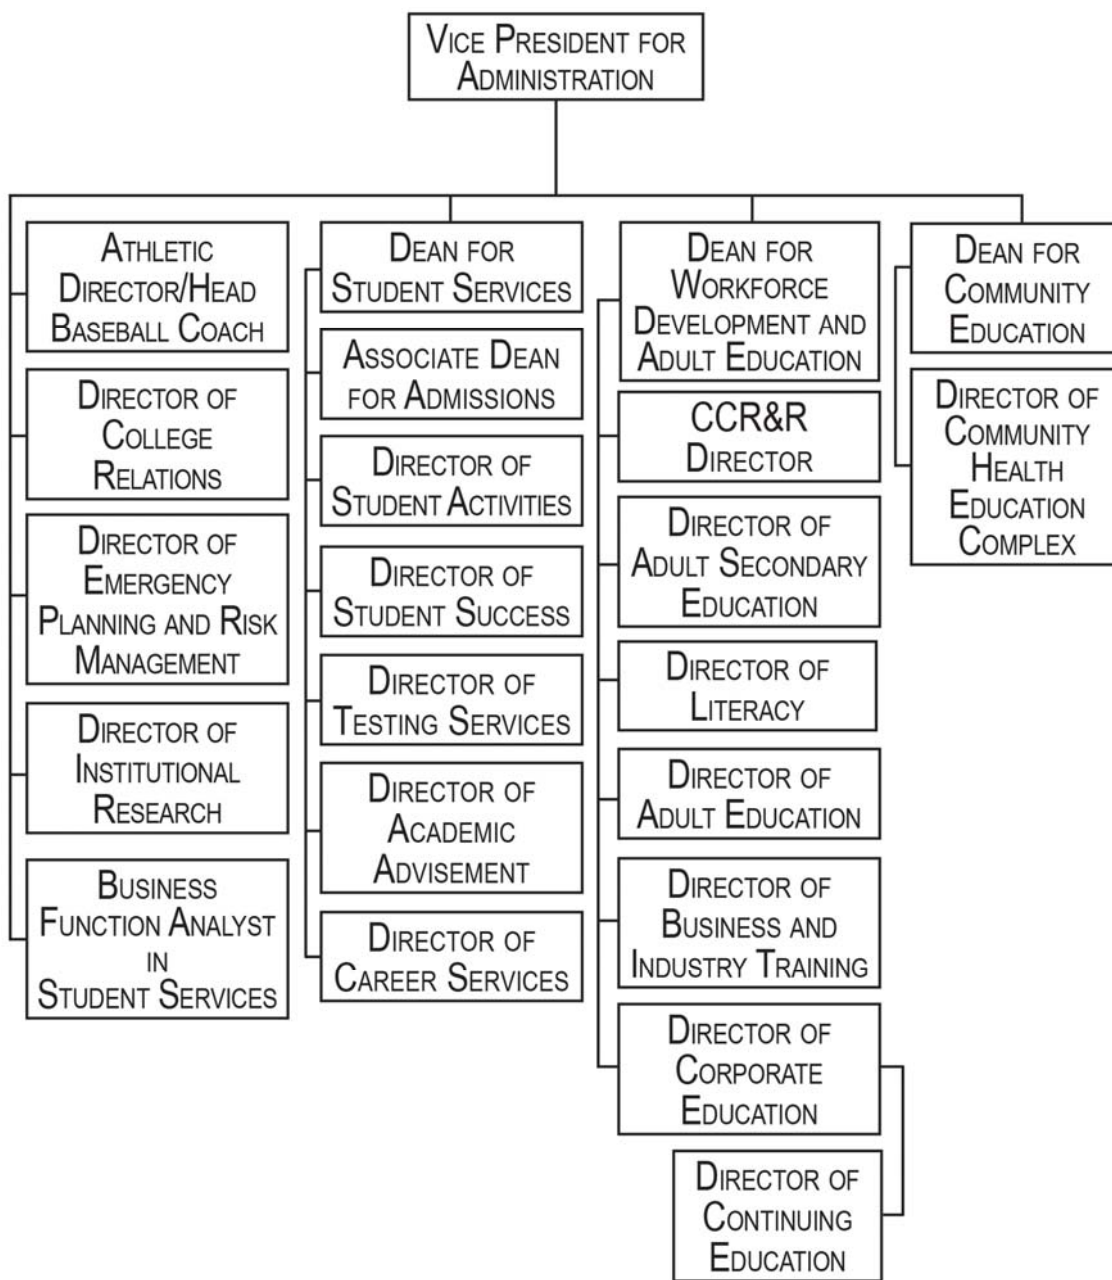 VICE PRESIDENT FOR
ADMINISTRATION
ATHLETIC
DIRECTOR/HEAD
BASEBALL COACH
DIRECTOR OF
COLLEGE
RELATIONS
DIRECTOR OF
EMERGENCY
PLANNING AND RISK
MANAGEMENT
DIRECTOR OF
INSTITUTIONAL
RESEARCH
BUSINESS
FUNCTION ANALYST
IN
STUDENT SERVICES
DEAN FOR
STUDENT SERVICES
ASSOCIATE DEAN
FOR ADMISSIONS
DIRECTOR OF
STUDENT ACTIVITIES
DIRECTOR OF
STUDENT SUCCESS
DIRECTOR OF
TESTING SERVICES
DIRECTOR OF
ACADEMIC
ADVISEMENT
DIRECTOR OF
CAREER SERVICES
DEAN FOR
WORKFORCE
DEVELOPMENT AND
ADULT EDUCATION
CCR&R
DIRECTOR
DIRECTOR OF
ADULT SECONDARY
EDUCATION
DIRECTOR OF
LITERACY
DIRECTOR OF
ADULT EDUCATION
DIRECTOR OF
BUSINESS AND
INDUSTRY TRAINING
DIRECTOR OF
CORPORATE
EDUCATION
DIRECTOR OF
CONTINUING
EDUCATION
DEAN FOR
COMMUNITY
EDUCATION
DIRECTOR OF
COMMUNITY
HEALTH
EDUCATION
COMPLEX